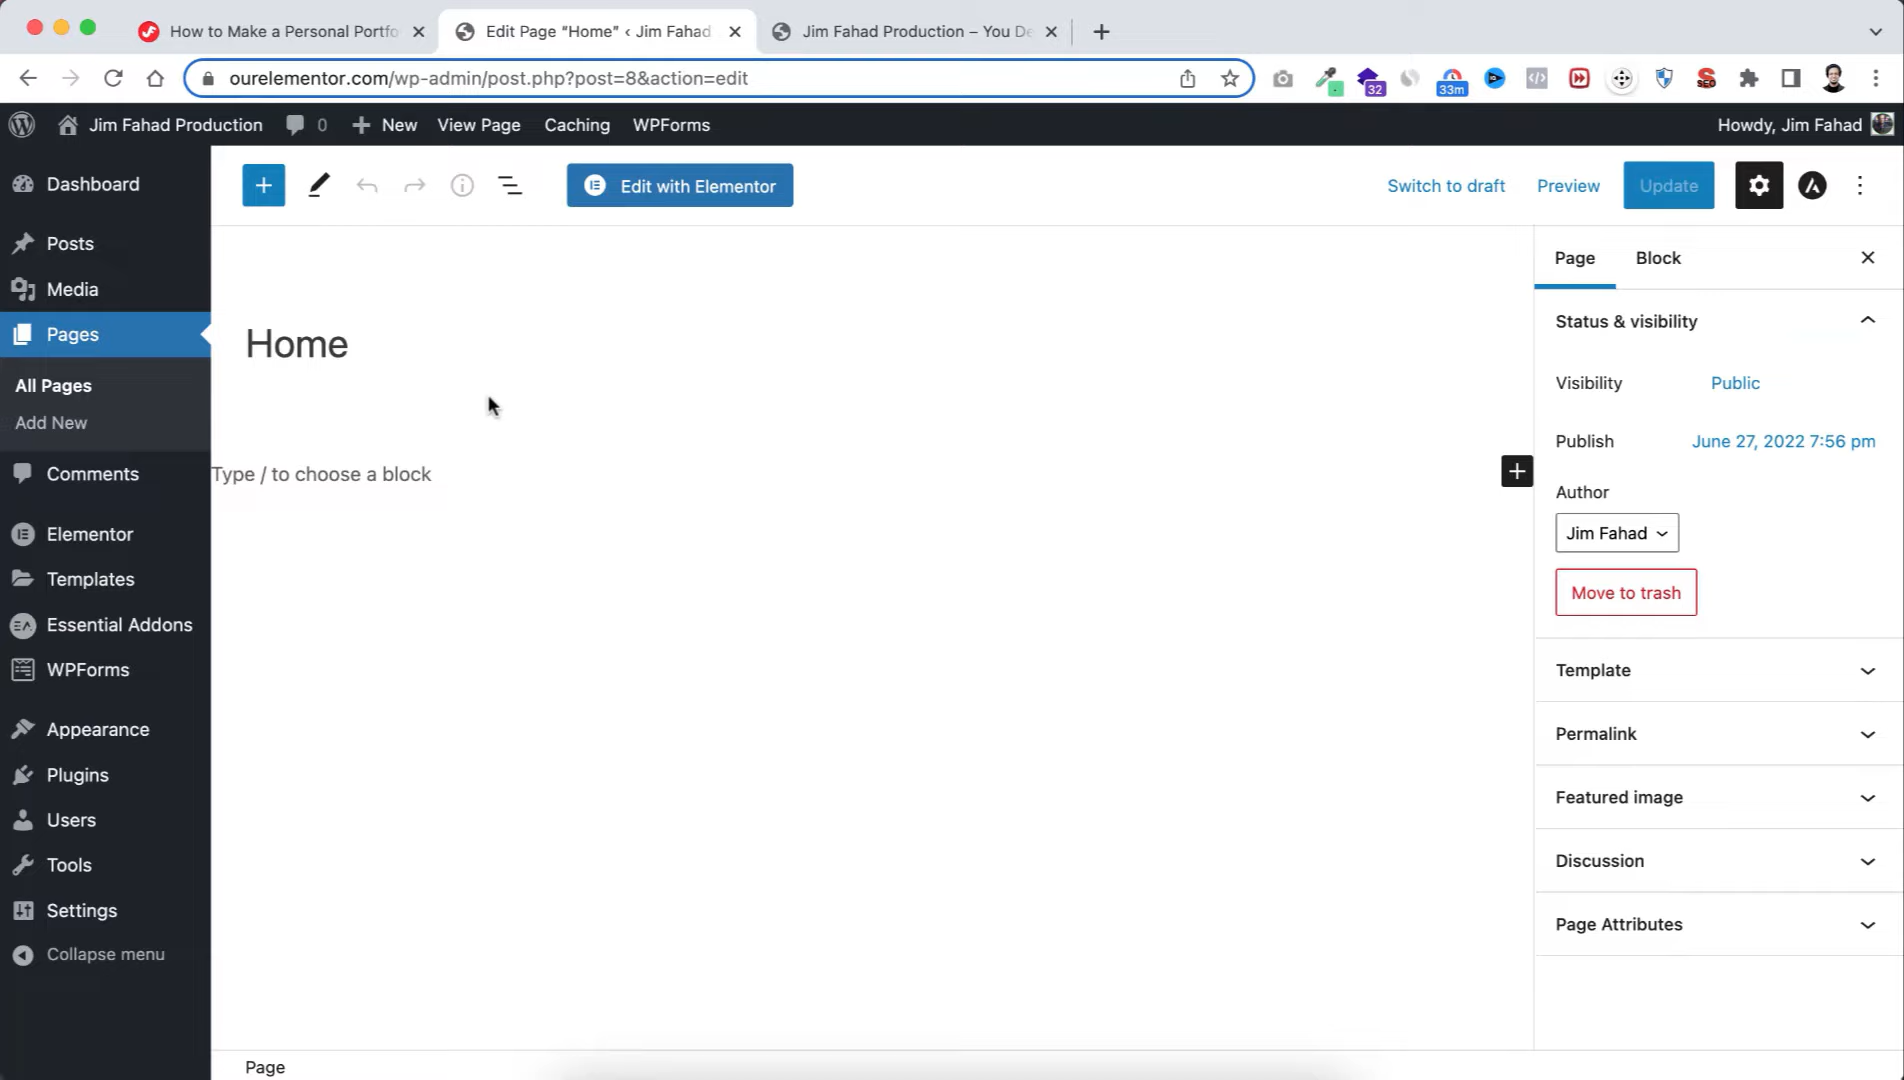 How to Make a Personal Portfo
Edit Page “Home” ‹ Jim Fahad
Jim Fahad Production – You De
ourelementor.com/wp-admin/post.php?post=8&action=edit
32
33m
SEO
Jim Fahad Production
0
New
View Page
Caching
WPForms
Howdy, Jim Fahad
Dashboard
Posts
Media
Pages
All Pages
Add New
Comments
Elementor
Templates
Essential Addons
WPForms
Appearance
Plugins
Users
Tools
Settings
Collapse menu
Edit with Elementor
Switch to draft
Preview
Update
Home
Type / to choose a block
Page
Block
Status & visibility
Visibility
Public
Publish
June 27, 2022 7:56 pm
Author
Jim Fahad
Move to trash
Template
Permalink
Featured image
Discussion
Page Attributes
Page